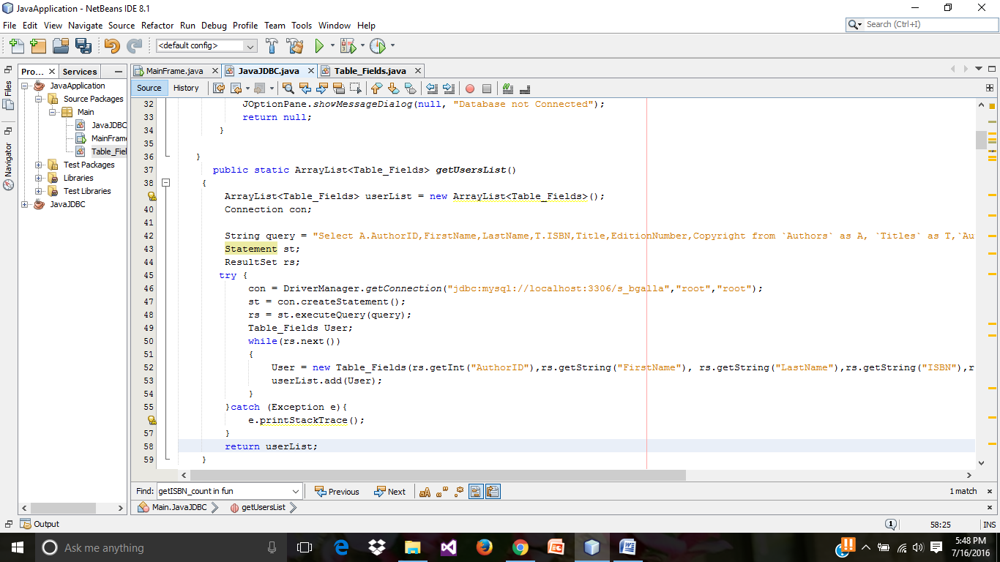 JavaApplication - NetBeans IDE 8.1
File Edit View Navigate Source Refactor Run Debug Profile Team Tools Window Help
Search (Ctrl+I)
<default config>
Files
Navigator
Pro... Services
JavaApplication
Source Packages
Main
JavaJDBC
MainFrame
Table_Fiel
Test Packages
Libraries
Test Libraries
JavaJDBC
MainFrame.java JavaJDBC.java Table_Fields.java
Source History
32 JOptionPane.showMessageDialog(null, "Database not Connected");
33 return null;
34 }
35
36 }
37 public static ArrayList<Table_Fields> getUsersList()
38 {
ArrayList<Table_Fields> userList = new ArrayList<Table_Fields>();
40 Connection con;
41
42 String query = "Select A.AuthorID,FirstName,LastName,T.ISBN,Title,EditionNumber,Copyright from `Authors` as A, `Titles` as T,`Au
43 Statement st;
44 ResultSet rs;
45 try {
46 con = DriverManager.getConnection("jdbc:mysql://localhost:3306/s_bgalla","root","root");
47 st = con.createStatement();
48 rs = st.executeQuery(query);
49 Table_Fields User;
50 while(rs.next())
51 {
52 User = new Table_Fields(rs.getInt("AuthorID"),rs.getString("FirstName"), rs.getString("LastName"),rs.getString("ISBN"),r
53 userList.add(User);
54 }
55 }catch (Exception e){
e.printStackTrace();
57 }
58 return userList;
59 }
Find: getISBN_count in fun Previous Next aA 1 match
Main.JavaJDBC getUsersList
Output 1 58:25 INS
Ask me anything
5:48 PM
7/16/2016